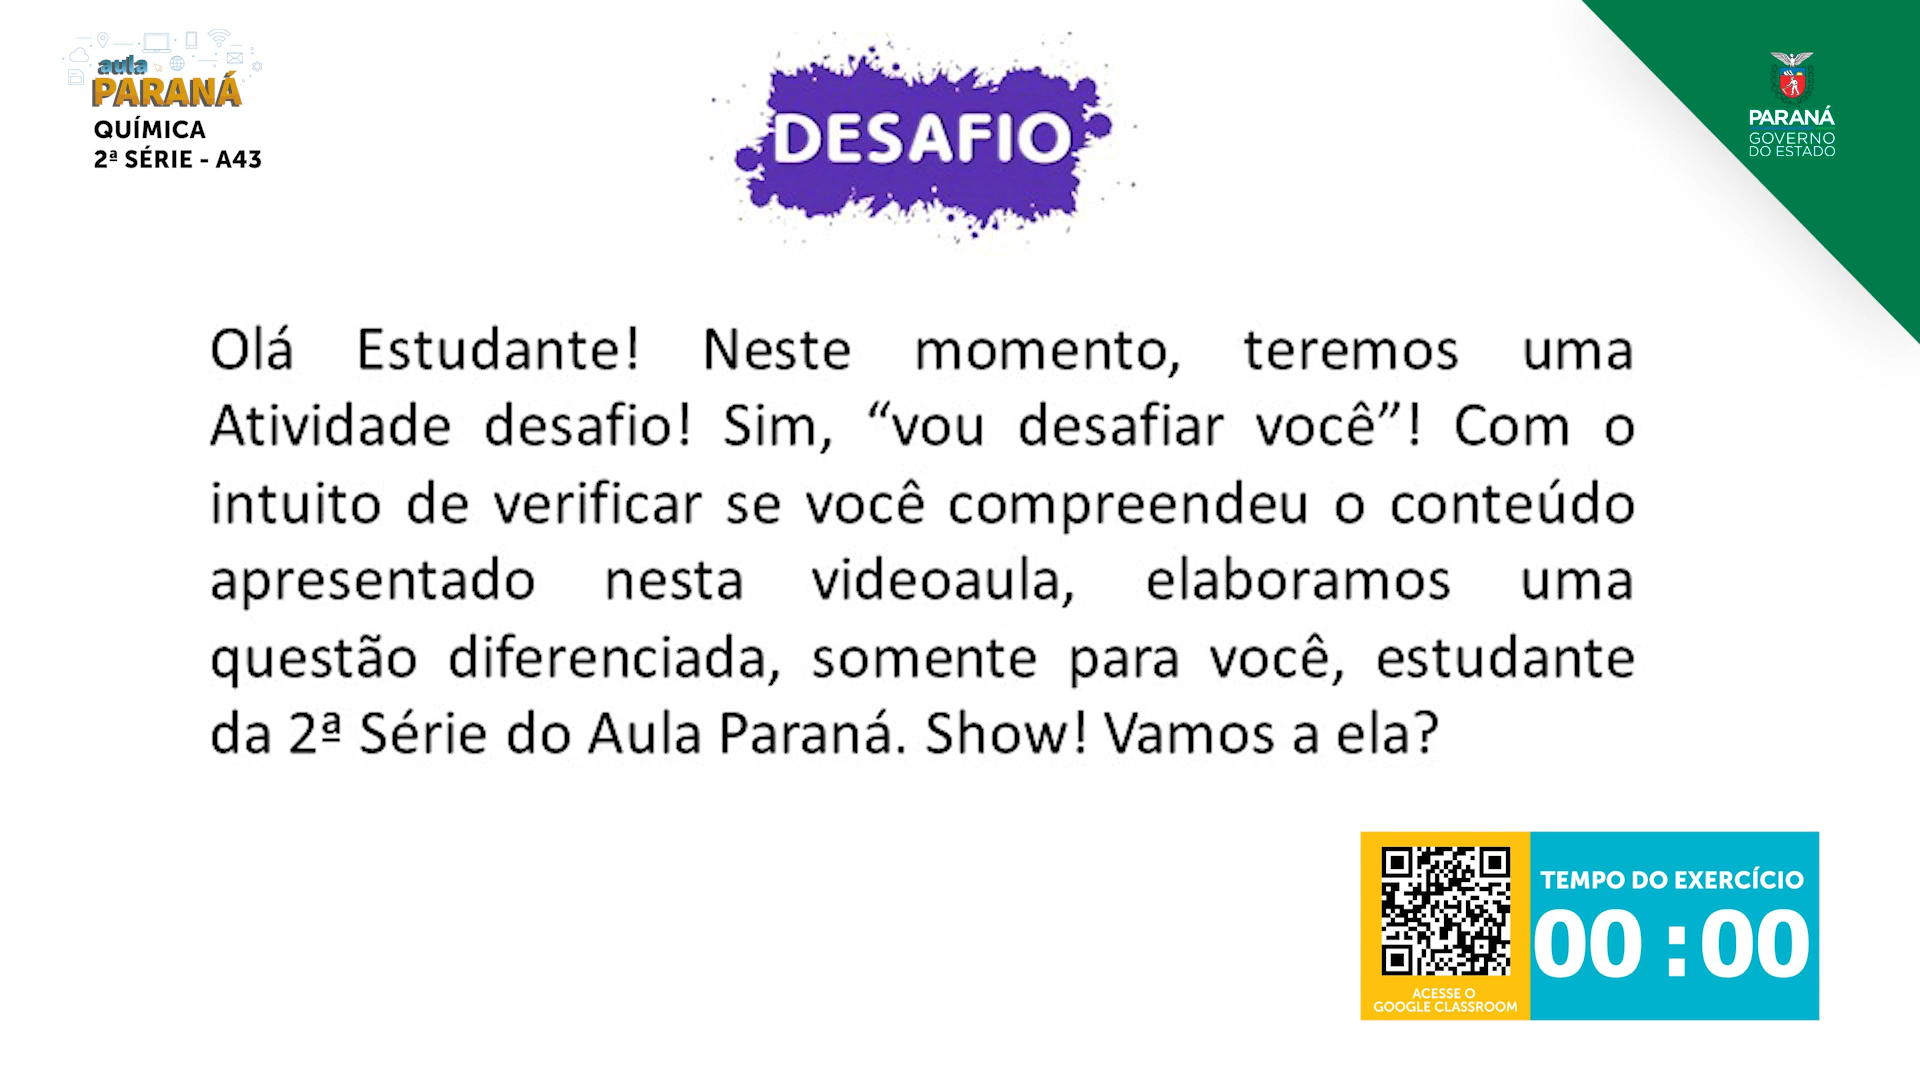 aula
PARANÁ
QUÍMICA
2ª SÉRIE - A43
DESAFIO
PARANÁ
GOVERNO
DO ESTADO
Olá Estudante! Neste momento, teremos uma
Atividade desafio! Sim, “vou desafiar você”! Com o
intuito de verificar se você compreendeu o conteúdo
apresentado nesta videoaula, elaboramos uma
questão diferenciada, somente para você, estudante
da 2ª Série do Aula Paraná. Show! Vamos a ela?
ACESSE O
GOOGLE CLASSROOM
TEMPO DO EXERCÍCIO
00:00